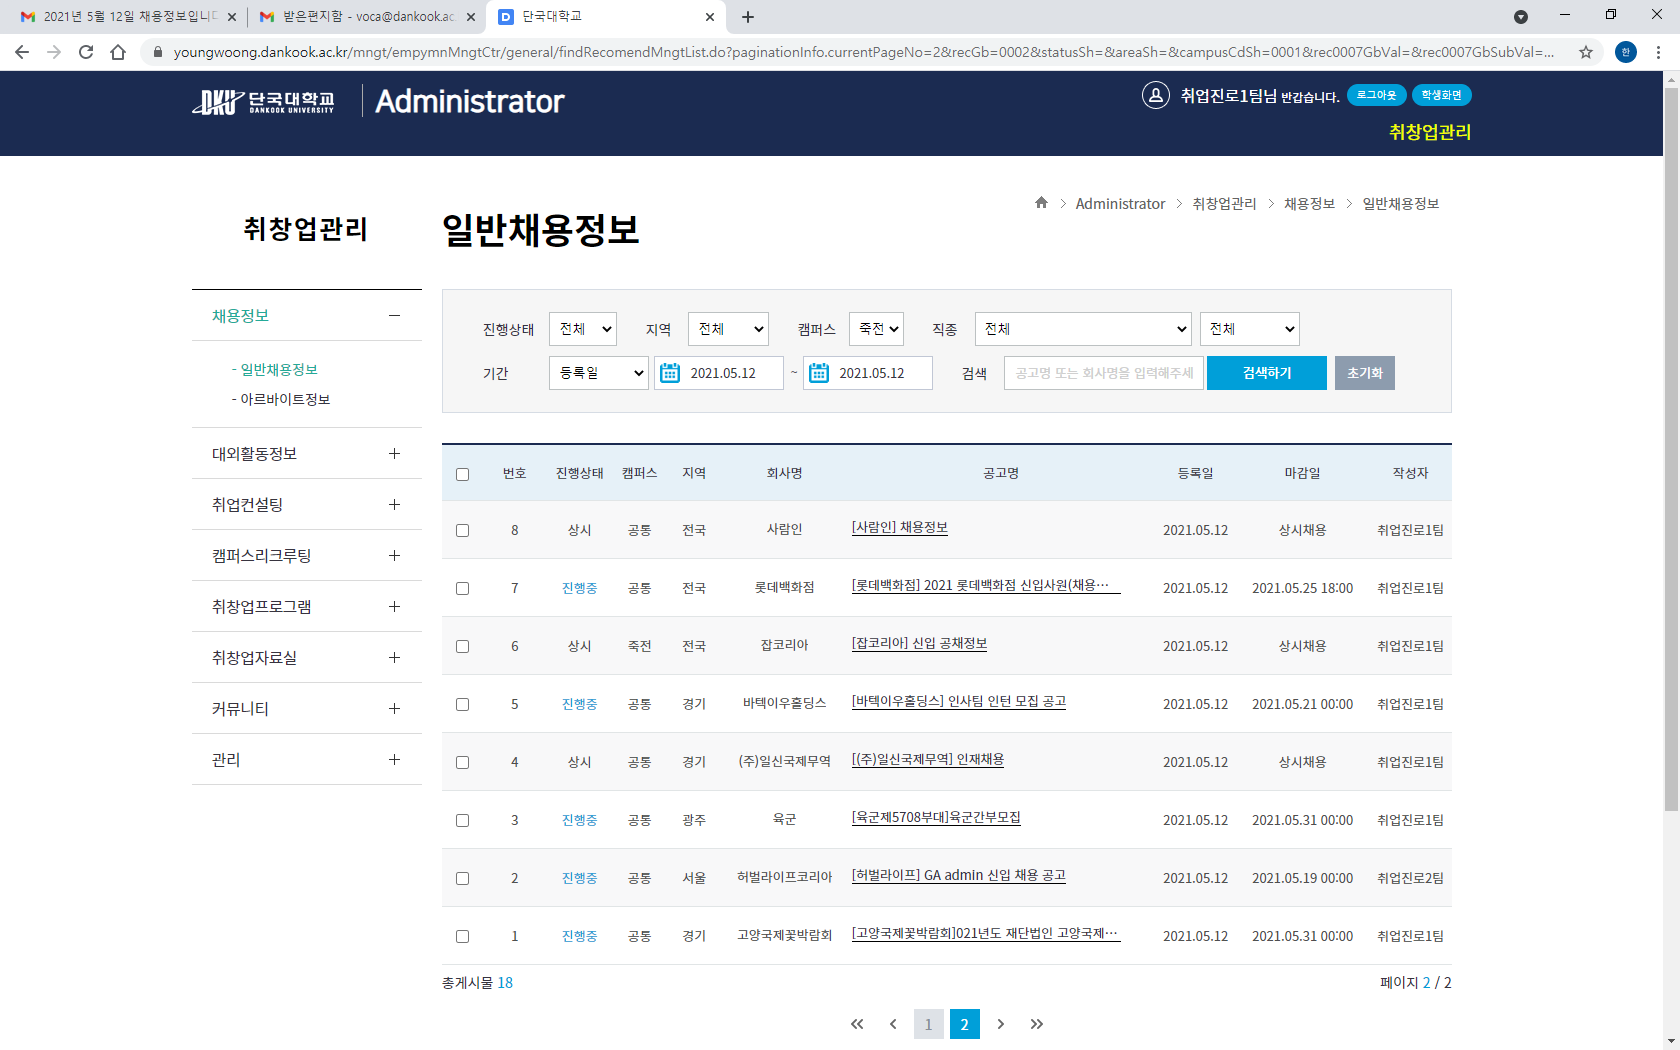 2021년 5월 12일 채용정보입니다
받은편지함 - voca@dankook.ac.
단국대학교
youngwoong.dankook.ac.kr/mngt/empymnMngtCtr/general/findRecomendMngtList.do?paginationInfo.currentPageNo=2&recGb=0002&statusSh=&areaSh=&campusCdSh=0001&rec0007GbVal=&rec0007GbSubVal=...
한
DKU 단국대학교
DANKOOK UNIVERSITY
Administrator
취업진로1팀님 반갑습니다.
로그아웃
학생화면
취창업관리
Administrator > 취창업관리 > 채용정보 > 일반채용정보
취창업관리
일반채용정보
채용정보
- 일반채용정보
- 아르바이트정보
대외활동정보
취업컨설팅
캠퍼스리크루팅
취창업프로그램
취창업자료실
커뮤니티
관리
진행상태 전체 지역 전체 캠퍼스 죽전 직종 전체 전체
기간 등록일 2021.05.12 ~ 2021.05.12 검색 공고명 또는 회사명을 입력해주세 검색하기 초기화
번호 진행상태 캠퍼스 지역 회사명 공고명 등록일 마감일 작성자
8 상시 공통 전국 사람인 [사람인] 채용정보 2021.05.12 상시채용 취업진로1팀
7 진행중 공통 전국 롯데백화점 [롯데백화점] 2021 롯데백화점 신입사원(채용… 2021.05.12 2021.05.25 18:00 취업진로1팀
6 상시 죽전 전국 잡코리아 [잡코리아] 신입 공채정보 2021.05.12 상시채용 취업진로1팀
5 진행중 공통 경기 바텍이우홀딩스 [바텍이우홀딩스] 인사팀 인턴 모집 공고 2021.05.12 2021.05.21 00:00 취업진로1팀
4 상시 공통 경기 (주)일신국제무역 [(주)일신국제무역] 인재채용 2021.05.12 상시채용 취업진로1팀
3 진행중 공통 광주 육군 [육군제5708부대]육군간부모집 2021.05.12 2021.05.31 00:00 취업진로1팀
2 진행중 공통 서울 허벌라이프코리아 [허벌라이프] GA admin 신입 채용 공고 2021.05.12 2021.05.19 00:00 취업진로2팀
1 진행중 공통 경기 고양국제꽃박람회 [고양국제꽃박람회]021년도 재단법인 고양국제… 2021.05.12 2021.05.31 00:00 취업진로1팀
총게시물 18
페이지 2 / 2
1 2